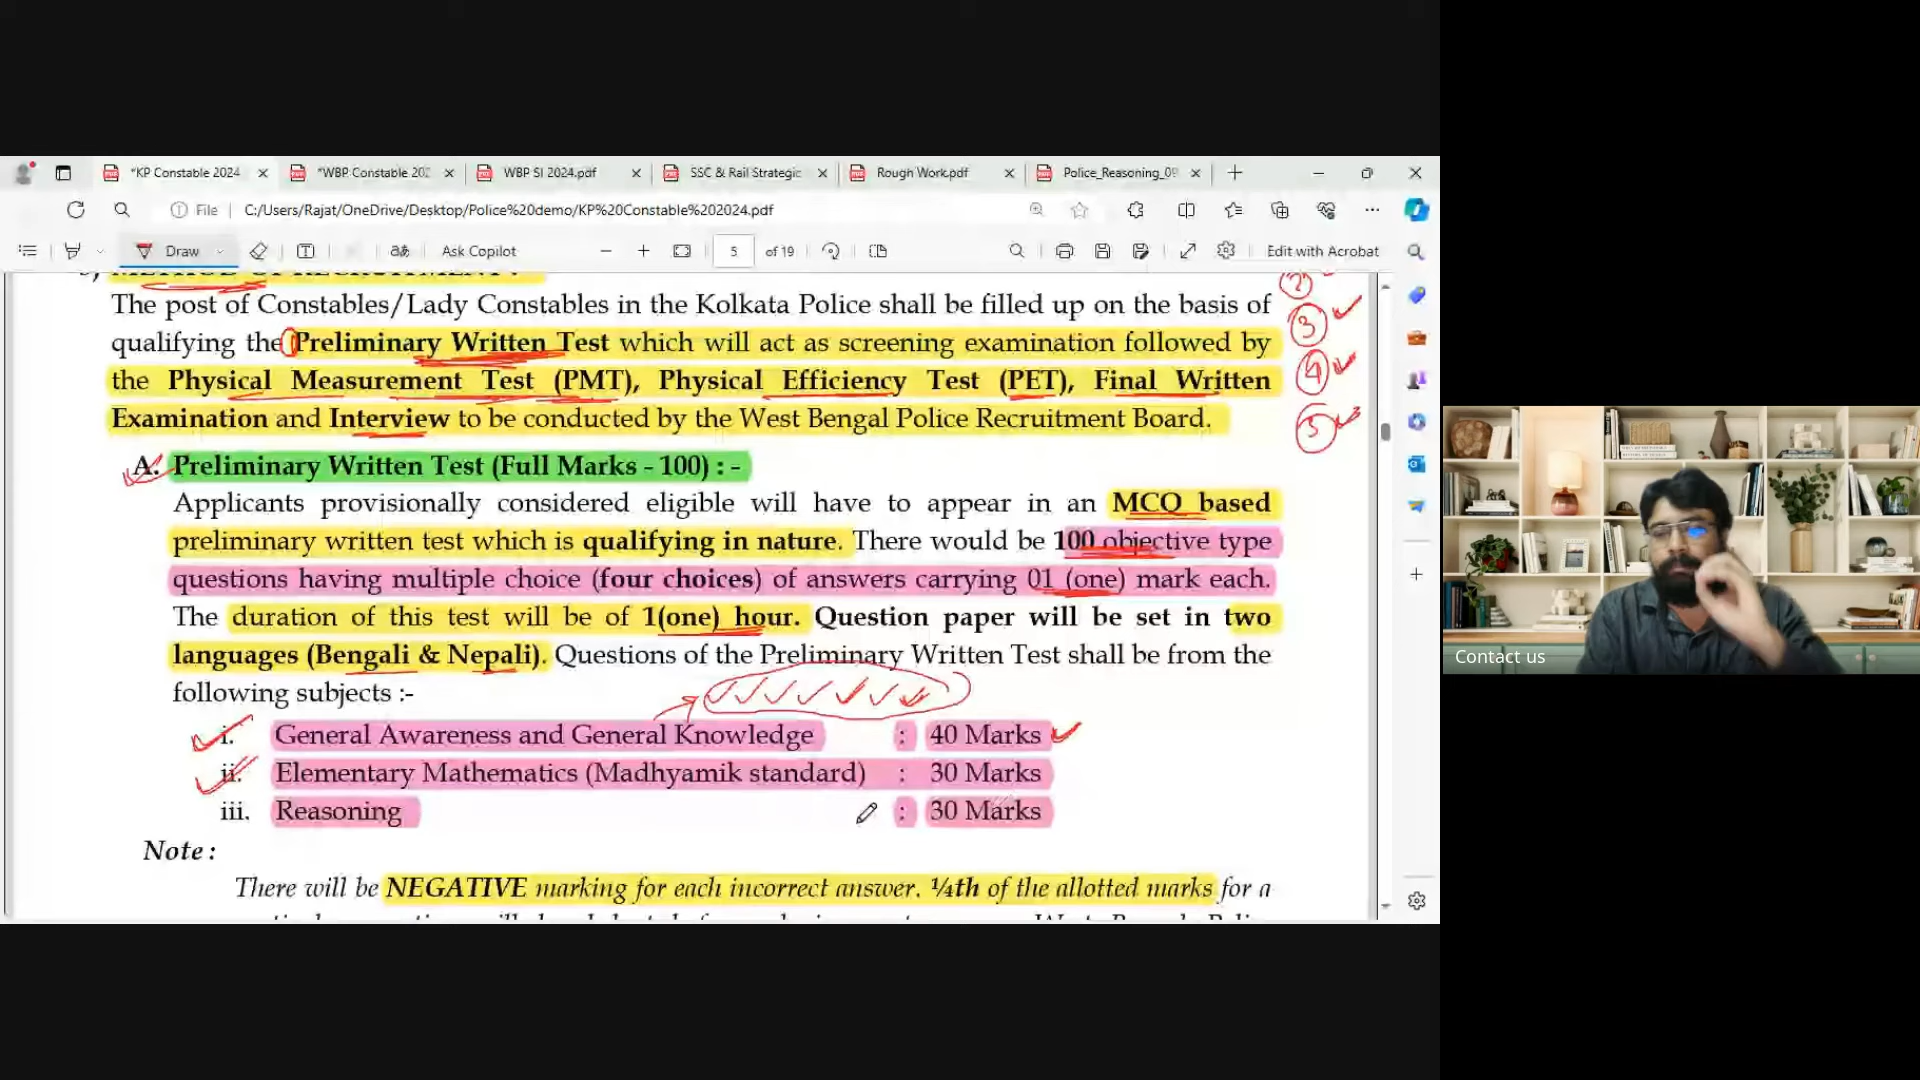 *KP Constable 2024
*WBP Constable 202
WBP SI 2024.pdf
SSC & Rail Strategic
Rough Work.pdf
Police_Reasoning_09
File
C:/Users/Rajat/OneDrive/Desktop/Police%20demo/KP%20Constable%202024.pdf
Draw
Ask Copilot
5 of 19
Edit with Acrobat
METHOD OF RECRUITMENT :
The post of Constables/Lady Constables in the Kolkata Police shall be filled up on the basis of
qualifying the Preliminary Written Test which will act as screening examination followed by
the Physical Measurement Test (PMT), Physical Efficiency Test (PET), Final Written
Examination and Interview to be conducted by the West Bengal Police Recruitment Board.
2
3
4
5
A. Preliminary Written Test (Full Marks - 100) : -
Applicants provisionally considered eligible will have to appear in an MCQ based
preliminary written test which is qualifying in nature. There would be 100 objective type
questions having multiple choice (four choices) of answers carrying 01 (one) mark each.
The duration of this test will be of 1(one) hour. Question paper will be set in two
languages (Bengali & Nepali). Questions of the Preliminary Written Test shall be from the
following subjects :-
i. General Awareness and General Knowledge : 40 Marks
ii. Elementary Mathematics (Madhyamik standard) : 30 Marks
iii. Reasoning : 30 Marks
Note :
There will be NEGATIVE marking for each incorrect answer. ¼th of the allotted marks for a
Contact us